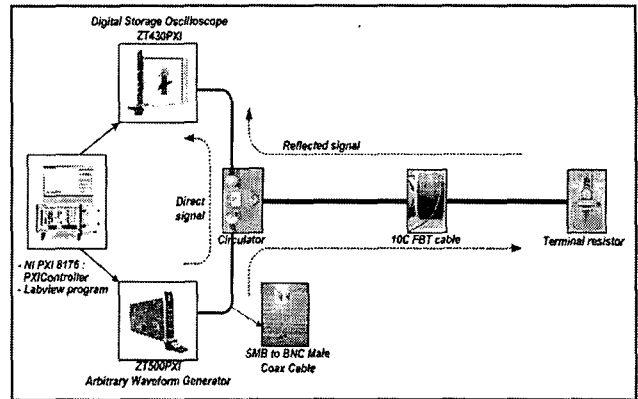 Digital Storage Oscilloscope
ZT430PXI
Reflected signal
Direct
signal
Circulator
10C FBT cable
Terminal resistor
- NI PXI 8176 :
PXIController
- Labview program
ZT500PXI
Arbitrary Waveform Generator
SMB to BNC Male
Coax Cable